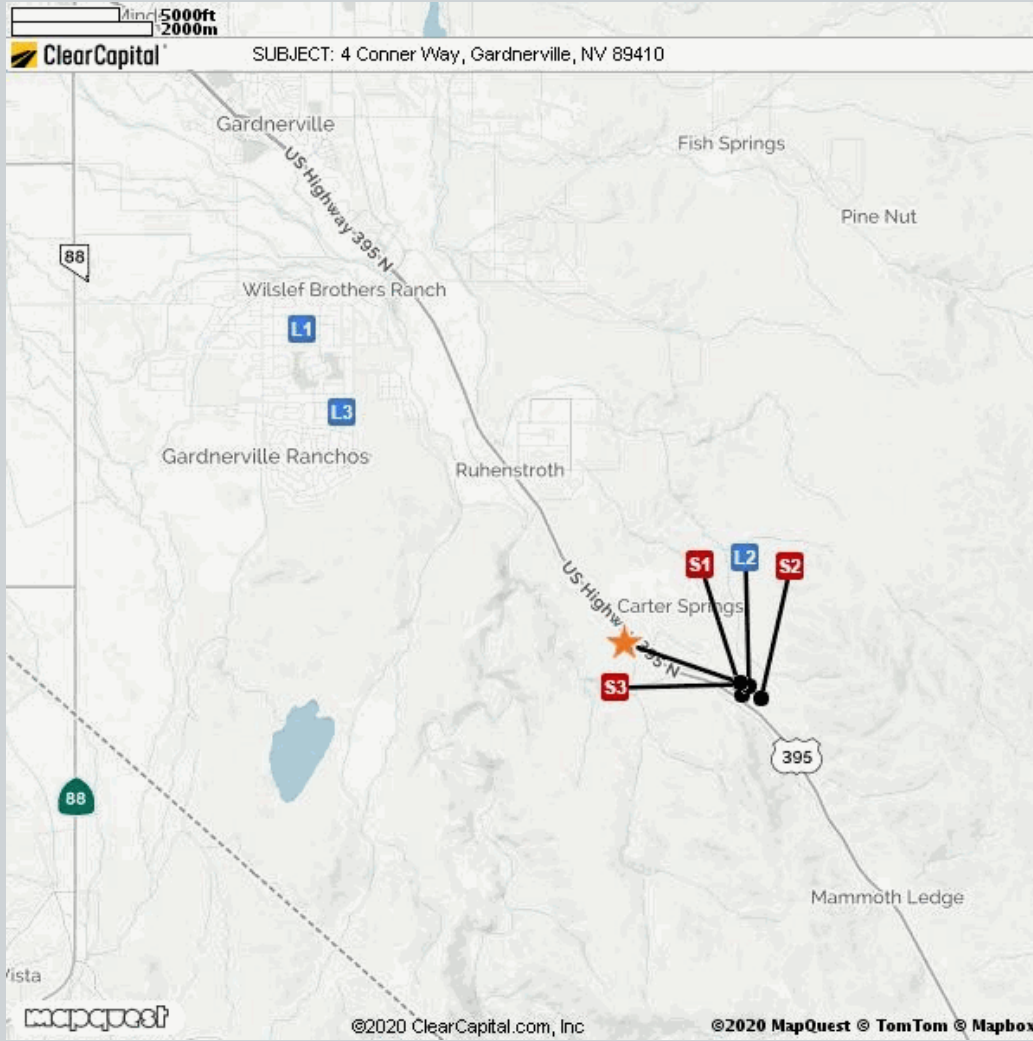 5000ft
2000m
ClearCapital
SUBJECT: 4 Conner Way, Gardnerville, NV 89410
Gardnerville
Fish Springs
US Highway 395 N
Pine Nut
88
Wilslef Brothers Ranch
L1
L3
Gardnerville Ranchos
Ruhenstroth
S1
L2
S2
Carter Springs
S3
395
88
Mammoth Ledge
Vista
mapquest
©2020 ClearCapital.com, Inc
©2020 MapQuest © TomTom © Mapbox